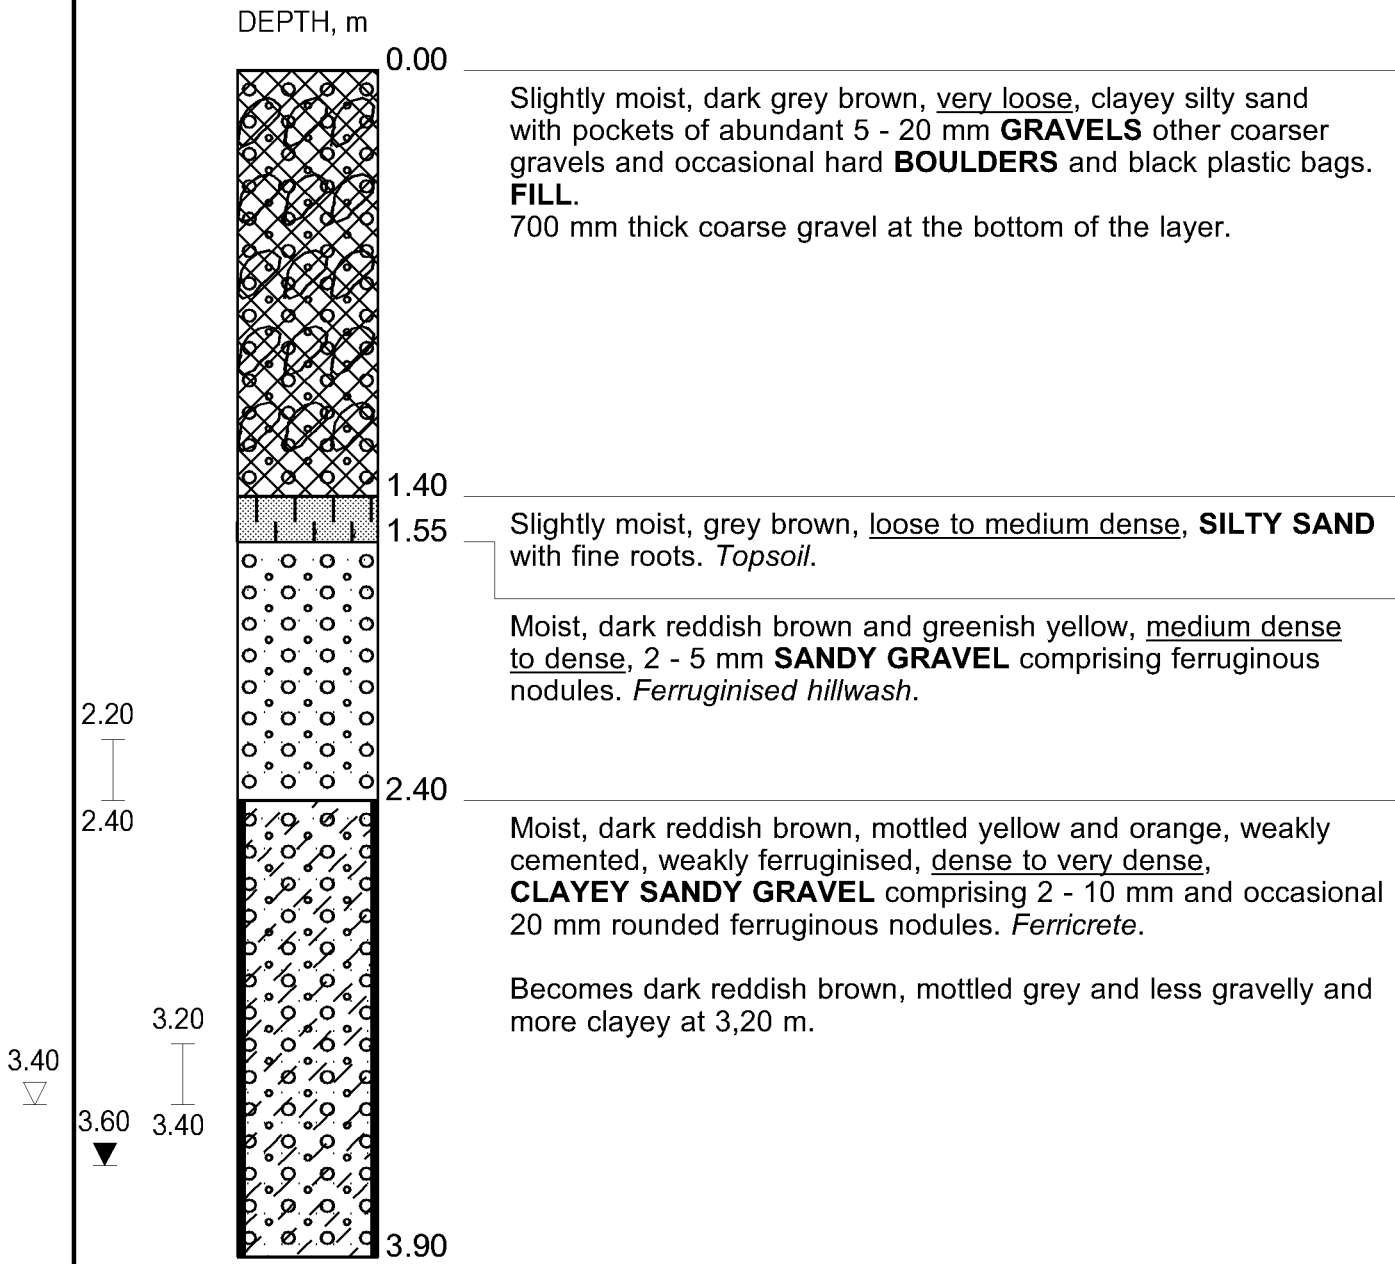 DEPTH, m
0.00
Slightly moist, dark grey brown, very loose, clayey silty sand
with pockets of abundant 5 - 20 mm GRAVELS other coarser
gravels and occasional hard BOULDERS and black plastic bags.
FILL.
700 mm thick coarse gravel at the bottom of the layer.
1.40
1.55
Slightly moist, grey brown, loose to medium dense, SILTY SAND
with fine roots. Topsoil.
Moist, dark reddish brown and greenish yellow, medium dense
to dense, 2 - 5 mm SANDY GRAVEL comprising ferruginous
nodules. Ferruginised hillwash.
2.20
2.40
2.40
Moist, dark reddish brown, mottled yellow and orange, weakly
cemented, weakly ferruginised, dense to very dense,
CLAYEY SANDY GRAVEL comprising 2 - 10 mm and occasional
20 mm rounded ferruginous nodules. Ferricrete.
Becomes dark reddish brown, mottled grey and less gravelly and
more clayey at 3,20 m.
3.20
3.40
3.60
3.40
3.90